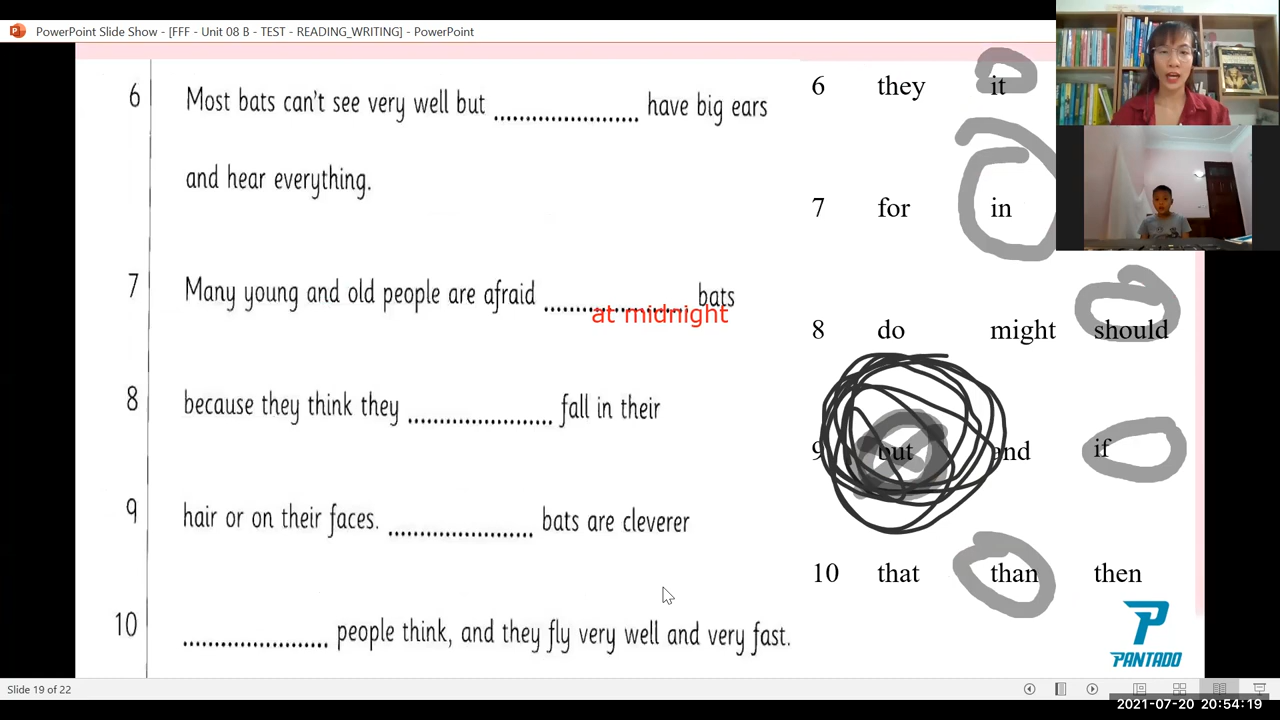 PowerPoint Slide Show - [FFF - Unit 08 B - TEST - READING_WRITING] - PowerPoint
6 Most bats can't see very well but ........................ have big ears
and hear everything.
7 Many young and old people are afraid ........................ bats
at midnight
8 because they think they ........................ fall in their
9 hair or on their faces. ........................ bats are cleverer
10 ........................ people think, and they fly very well and very fast.
6 they it
7 for in
8 do might should
9 but and if
10 that than then
PANTADO
Slide 19 of 22
2021-07-20 20:54:19